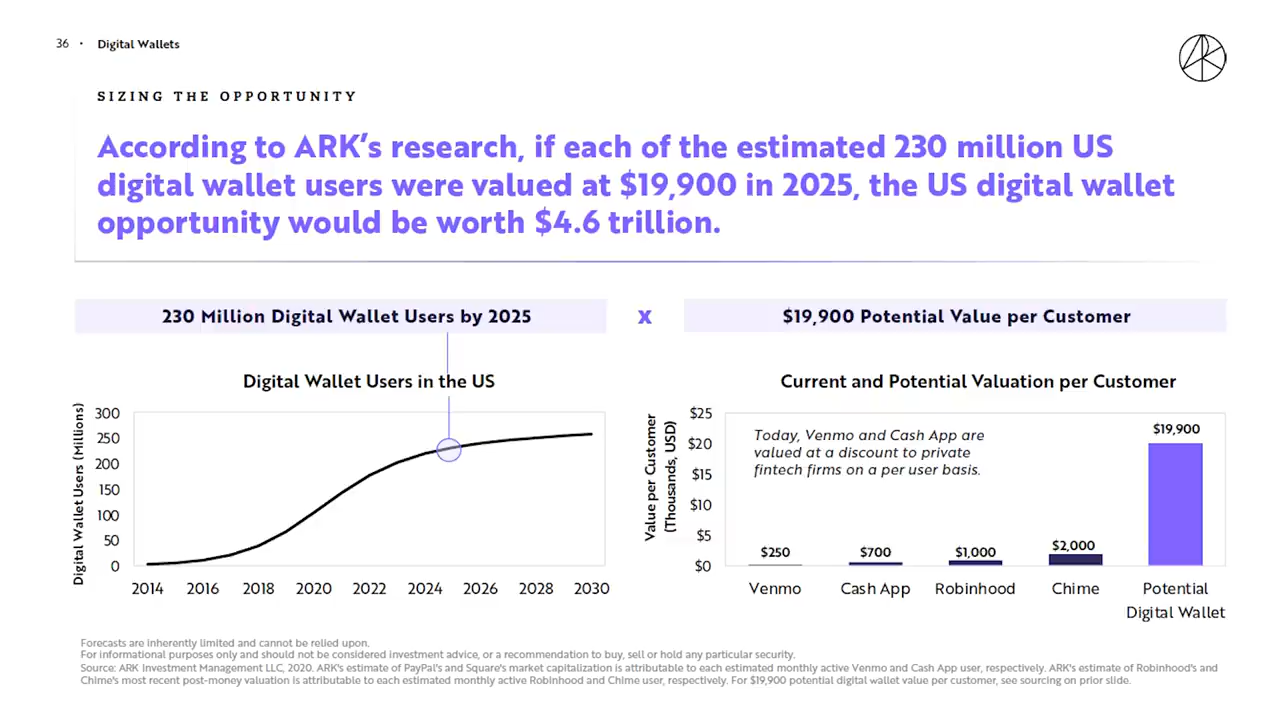 36 • Digital Wallets
SIZING THE OPPORTUNITY
According to ARK's research, if each of the estimated 230 million US
digital wallet users were valued at $19,900 in 2025, the US digital wallet
opportunity would be worth $4.6 trillion.
230 Million Digital Wallet Users by 2025
x
$19,900 Potential Value per Customer
Digital Wallet Users in the US
Digital Wallet Users (Millions)
300
250
200
150
100
50
0
2014 2016 2018 2020 2022 2024 2026 2028 2030
Current and Potential Valuation per Customer
Value per Customer
(Thousands, USD)
$25
$20
$15
$10
$5
$0
Today, Venmo and Cash App are
valued at a discount to private
fintech firms on a per user basis.
$250 $700 $1,000 $2,000 $19,900
Venmo Cash App Robinhood Chime Potential
Digital Wallet
Forecasts are inherently limited and cannot be relied upon.
For informational purposes only and should not be considered investment advice, or a recommendation to buy, sell or hold any particular security.
Source: ARK Investment Management LLC, 2020. ARK's estimate of PayPal's and Square's market capitalization is attributable to each estimated monthly active Venmo and Cash App user, respectively. ARK's estimate of Robinhood's and
Chime's most recent post-money valuation is attributable to each estimated monthly active Robinhood and Chime user, respectively. For $19,900 potential digital wallet value per customer, see sourcing on prior slide.